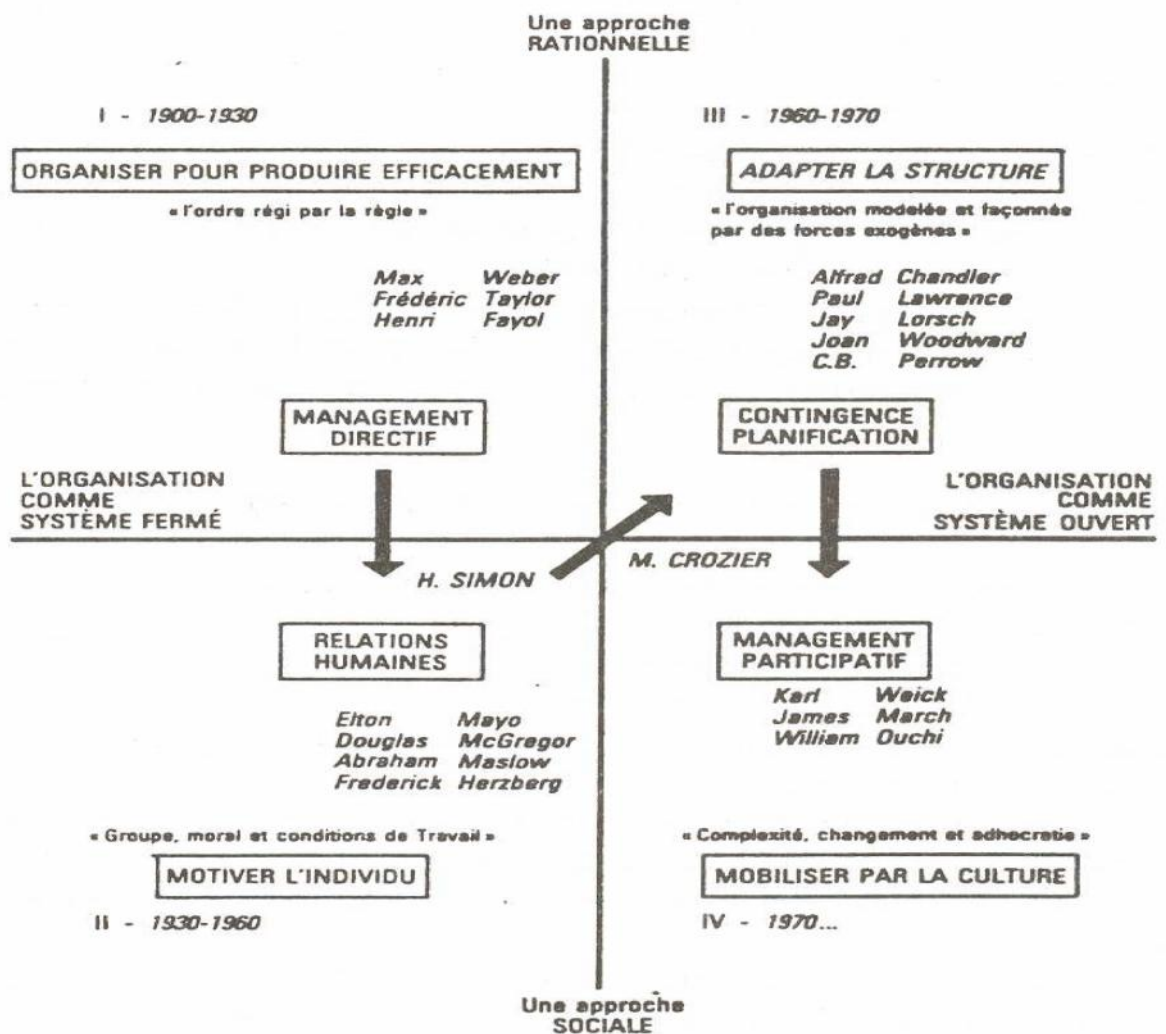 Une approche
RATIONNELLE
I - 1900-1930
ORGANISER POUR PRODUIRE EFFICACEMENT
« l'ordre régi par la règle »
Max Weber
Frédéric Taylor
Henri Fayol
MANAGEMENT
DIRECTIF
III - 1960-1970
ADAPTER LA STRUCTURE
« l'organisation modelée et façonnée
par des forces exogènes »
Alfred Chandler
Paul Lawrence
Jay Lorsch
Joan Woodward
C.B. Perrow
CONTINGENCE
PLANIFICATION
L'ORGANISATION
COMME
SYSTÈME FERMÉ
L'ORGANISATION
COMME
SYSTÈME OUVERT
H. SIMON
M. CROZIER
RELATIONS
HUMAINES
Elton Mayo
Douglas McGregor
Abraham Maslow
Frederick Herzberg
« Groupe, moral et conditions de Travail »
MOTIVER L'INDIVIDU
II - 1930-1960
MANAGEMENT
PARTICIPATIF
Karl Weick
James March
William Ouchi
« Complexité, changement et adhocratie »
MOBILISER PAR LA CULTURE
IV - 1970...
Une approche
SOCIALE